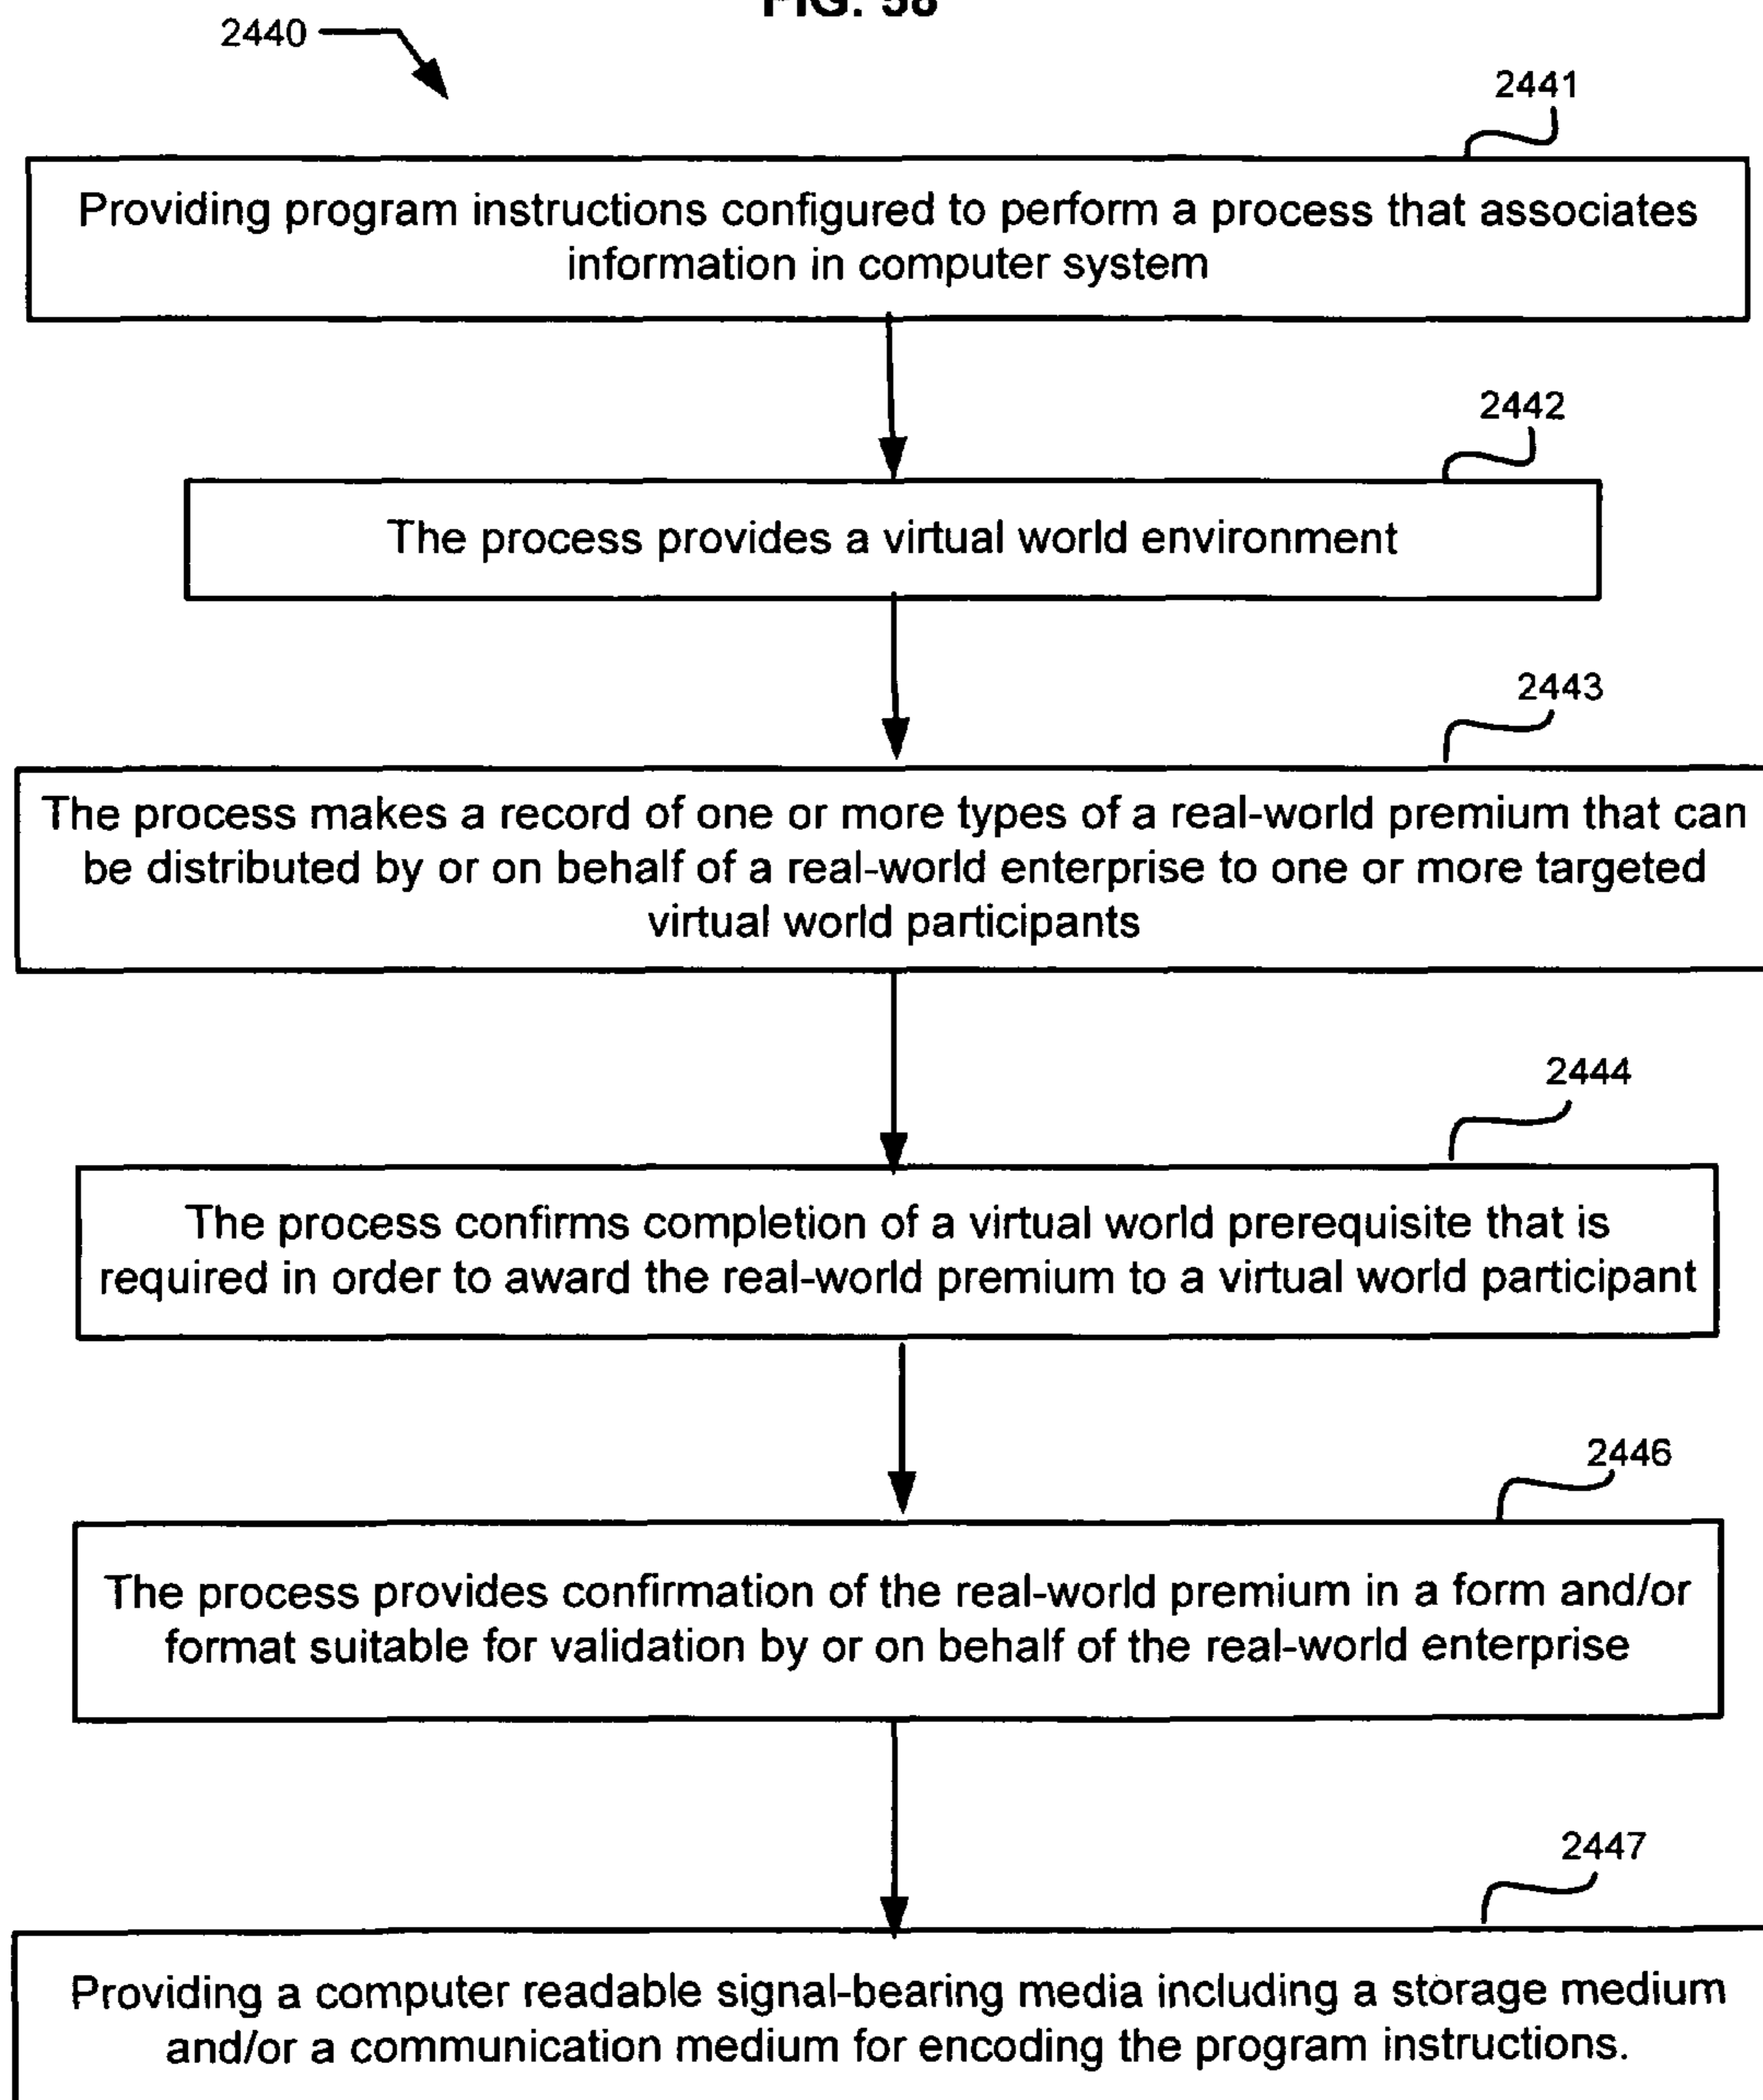 FIG. 58
2440
2441
Providing program instructions configured to perform a process that associates
information in computer system
2442
The process provides a virtual world environment
2443
The process makes a record of one or more types of a real-world premium that can
be distributed by or on behalf of a real-world enterprise to one or more targeted
virtual world participants
2444
The process confirms completion of a virtual world prerequisite that is
required in order to award the real-world premium to a virtual world participant
2446
The process provides confirmation of the real-world premium in a form and/or
format suitable for validation by or on behalf of the real-world enterprise
2447
Providing a computer readable signal-bearing media including a storage medium
and/or a communication medium for encoding the program instructions.